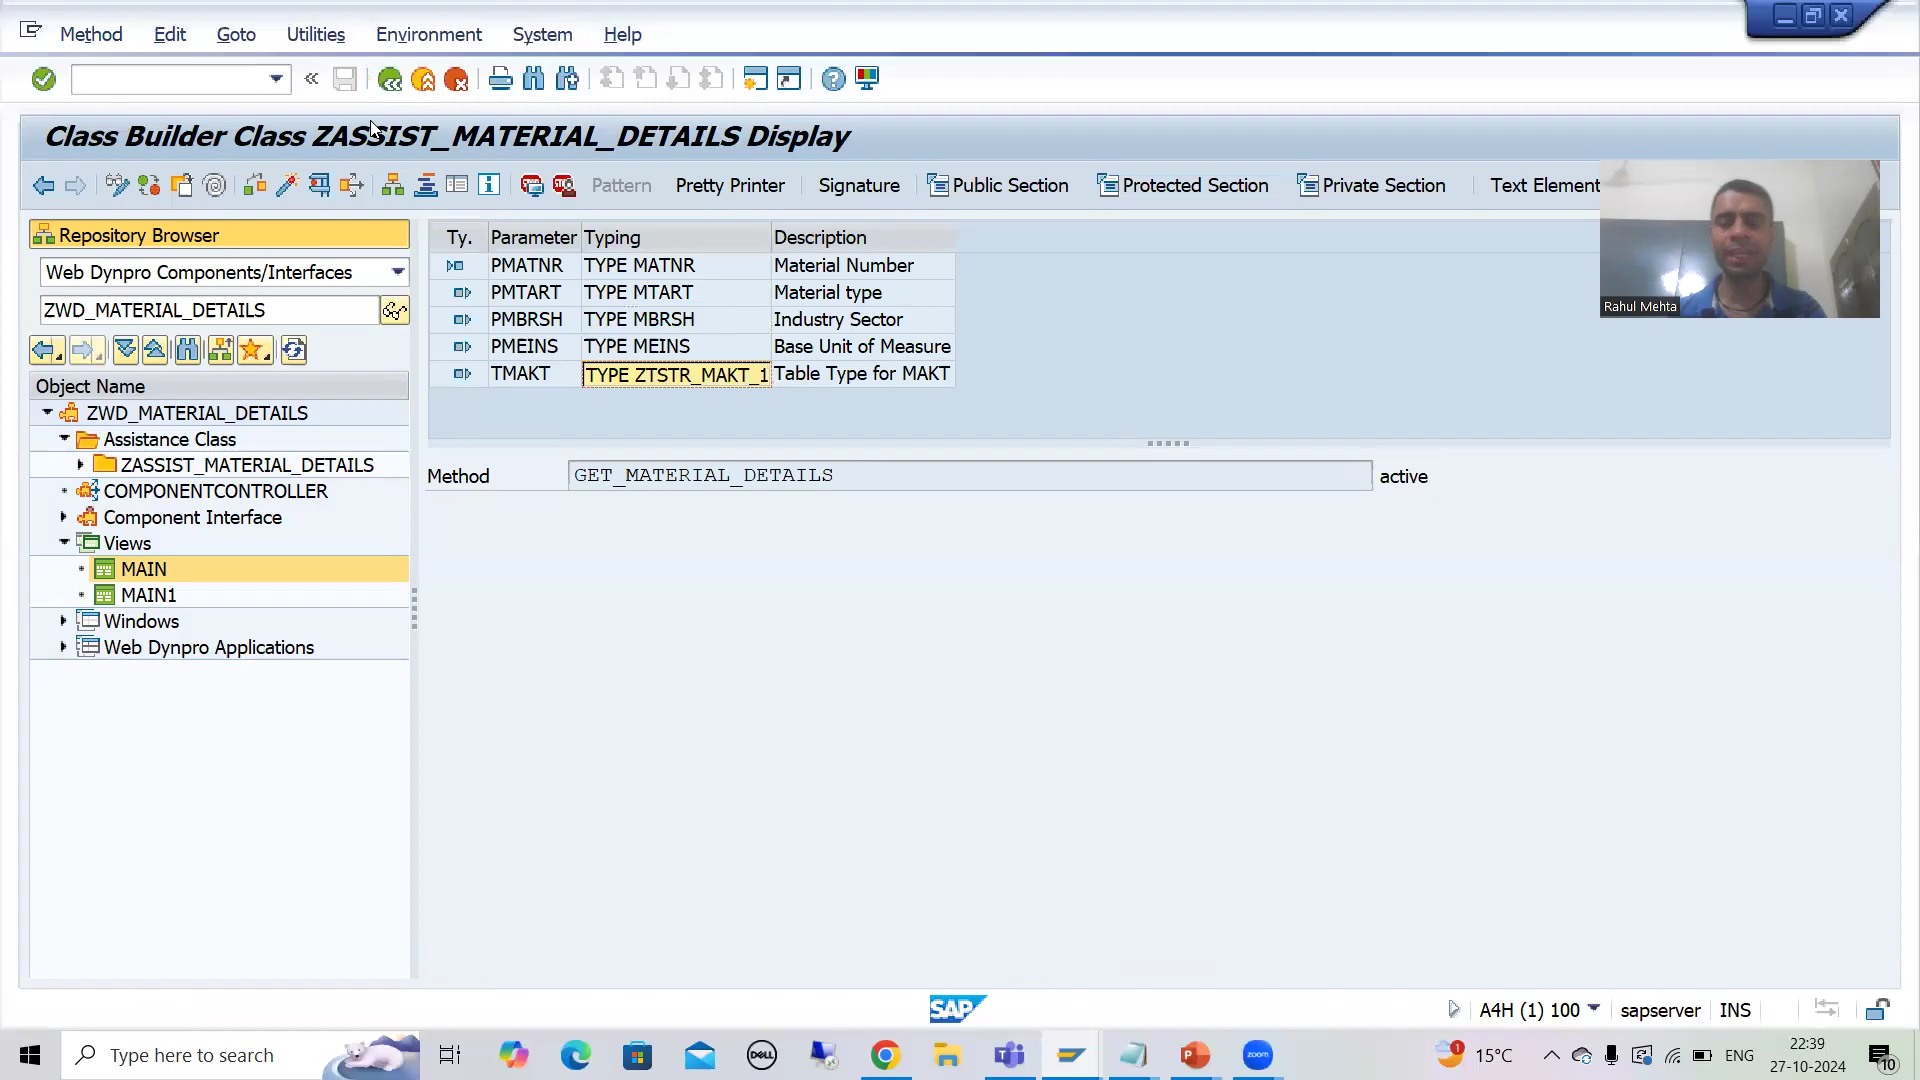 Method Edit Goto Utilities Environment System Help
Class Builder Class ZASSIST_MATERIAL_DETAILS Display
Pattern Pretty Printer Signature Public Section Protected Section Private Section Text Element
Repository Browser
Web Dynpro Components/Interfaces
ZWD_MATERIAL_DETAILS
Object Name
ZWD_MATERIAL_DETAILS
Assistance Class
ZASSIST_MATERIAL_DETAILS
COMPONENTCONTROLLER
Component Interface
Views
MAIN
MAIN1
Windows
Web Dynpro Applications
Ty. Parameter Typing Description
PMATNR TYPE MATNR Material Number
PMTART TYPE MTART Material type
PMBRSH TYPE MBRSH Industry Sector
PMEINS TYPE MEINS Base Unit of Measure
TMAKT TYPE ZTSTR_MAKT_1 Table Type for MAKT
Method GET_MATERIAL_DETAILS active
Rahul Mehta
SAP
A4H (1) 100 sapserver INS
Type here to search
DELL
zoom
1
15°C
ENG
22:39
27-10-2024
10